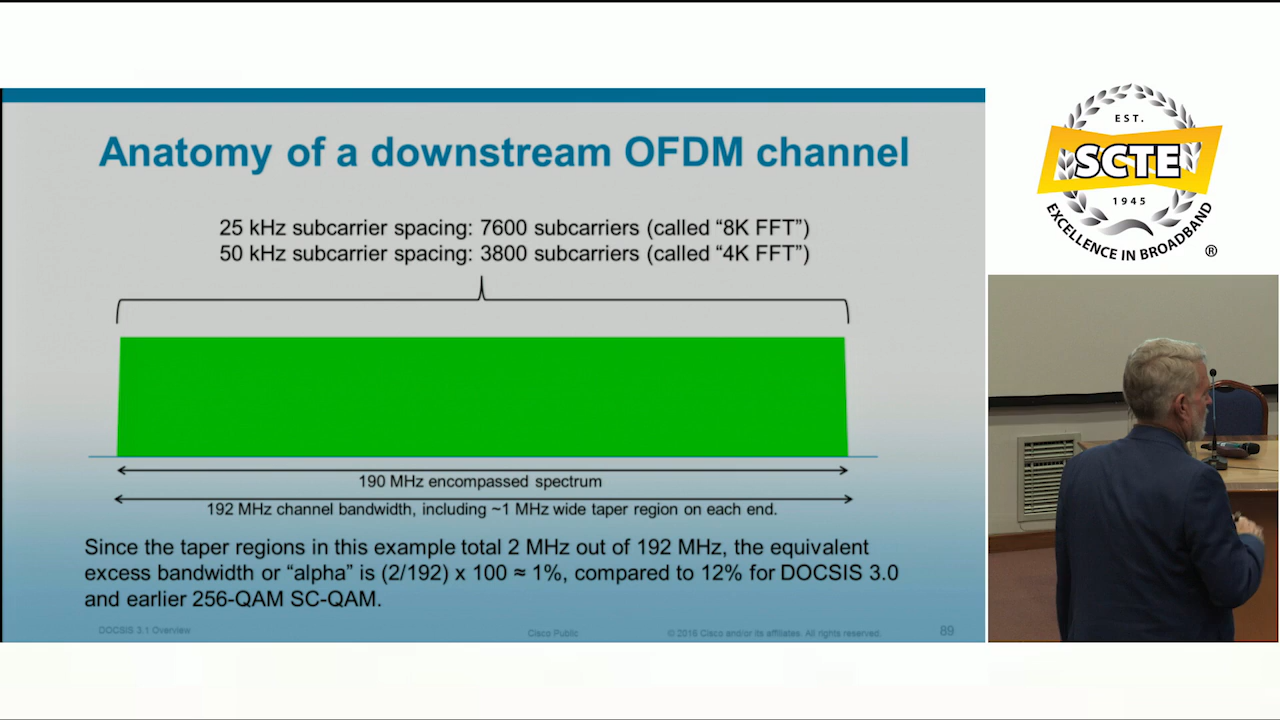 Anatomy of a downstream OFDM channel
25 kHz subcarrier spacing: 7600 subcarriers (called “8K FFT”)
50 kHz subcarrier spacing: 3800 subcarriers (called “4K FFT”)
190 MHz encompassed spectrum
192 MHz channel bandwidth, including ~1 MHz wide taper region on each end.
Since the taper regions in this example total 2 MHz out of 192 MHz, the equivalent
excess bandwidth or “alpha” is (2/192) x 100 ≈ 1%, compared to 12% for DOCSIS 3.0
and earlier 256-QAM SC-QAM.
DOCSIS 3.1 Overview
Cisco Public
© 2016 Cisco and/or its affiliates. All rights reserved.
89
EST.
SCTE
1945
EXCELLENCE IN BROADBAND
®